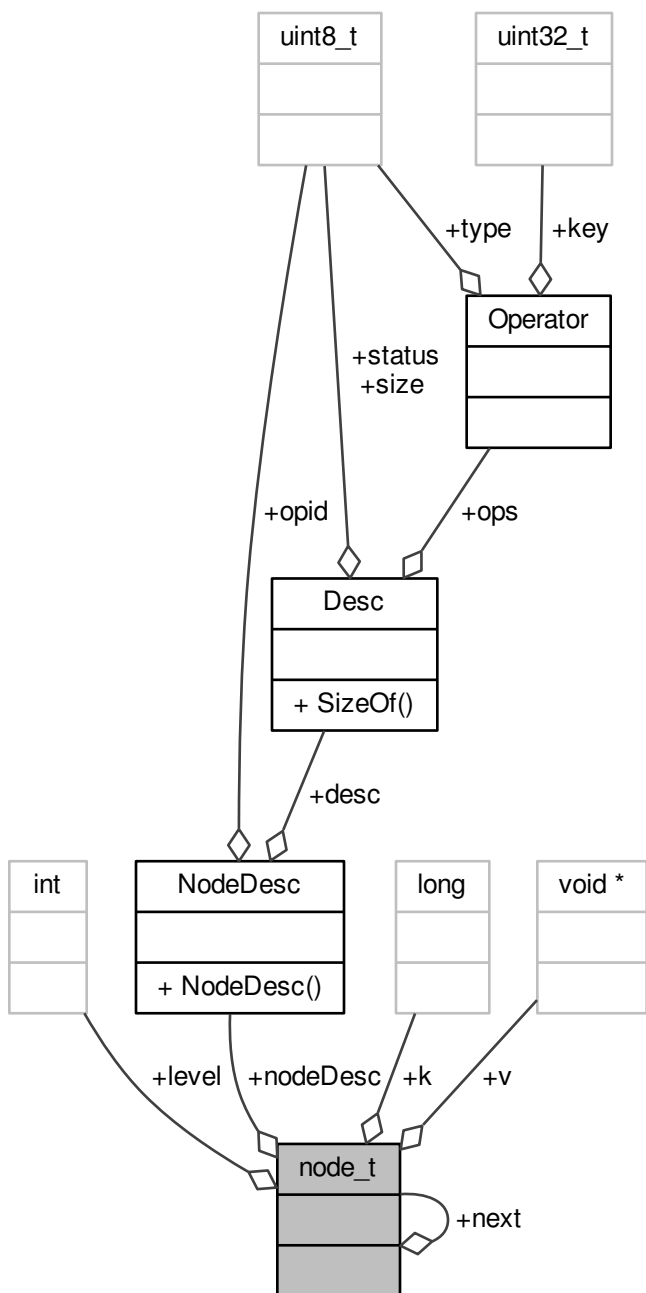 uint8_t
uint32_t
+type
+key
Operator
+status
+size
+opid
+ops
Desc
+ SizeOf()
+desc
int
NodeDesc
long
void *
+ NodeDesc()
+level
+nodeDesc
+k
+v
node_t
+next